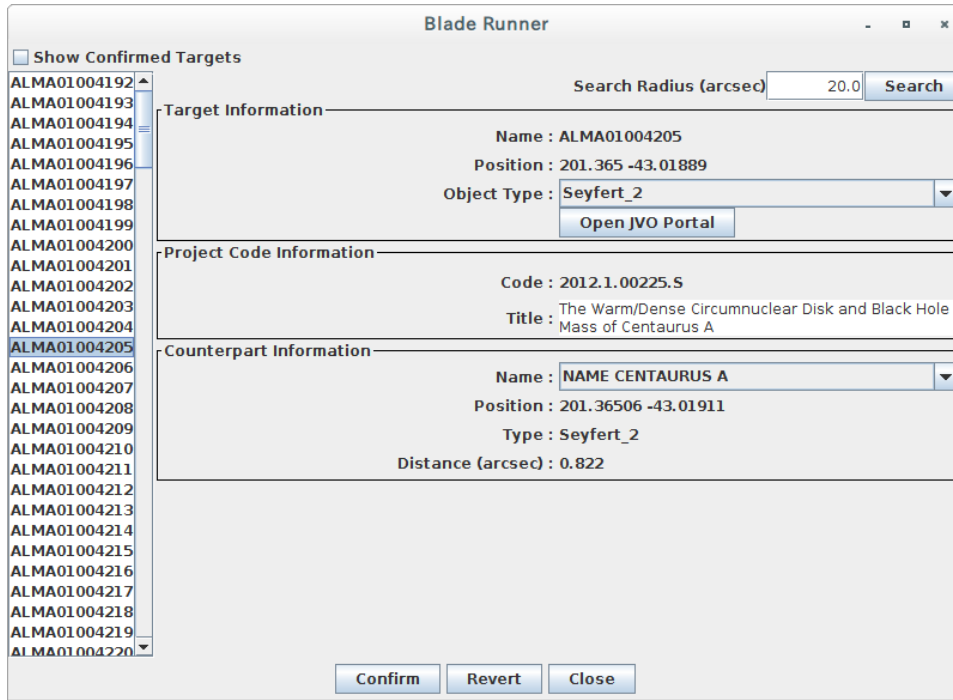 Blade Runner
Show Confirmed Targets
ALMA01004192
ALMA01004193
ALMA01004194
ALMA01004195
ALMA01004196
ALMA01004197
ALMA01004198
ALMA01004199
ALMA01004200
ALMA01004201
ALMA01004202
ALMA01004203
ALMA01004204
ALMA01004205
ALMA01004206
ALMA01004207
ALMA01004208
ALMA01004209
ALMA01004210
ALMA01004211
ALMA01004212
ALMA01004213
ALMA01004214
ALMA01004215
ALMA01004216
ALMA01004217
ALMA01004218
ALMA01004219
ALMA01004220
Search Radius (arcsec) 20.0 Search
Target Information
Name : ALMA01004205
Position : 201.365 -43.01889
Object Type : Seyfert_2
Open JVO Portal
Project Code Information
Code : 2012.1.00225.S
Title : The Warm/Dense Circumnuclear Disk and Black Hole
Mass of Centaurus A
Counterpart Information
Name : NAME CENTAURUS A
Position : 201.36506 -43.01911
Type : Seyfert_2
Distance (arcsec) : 0.822
Confirm Revert Close